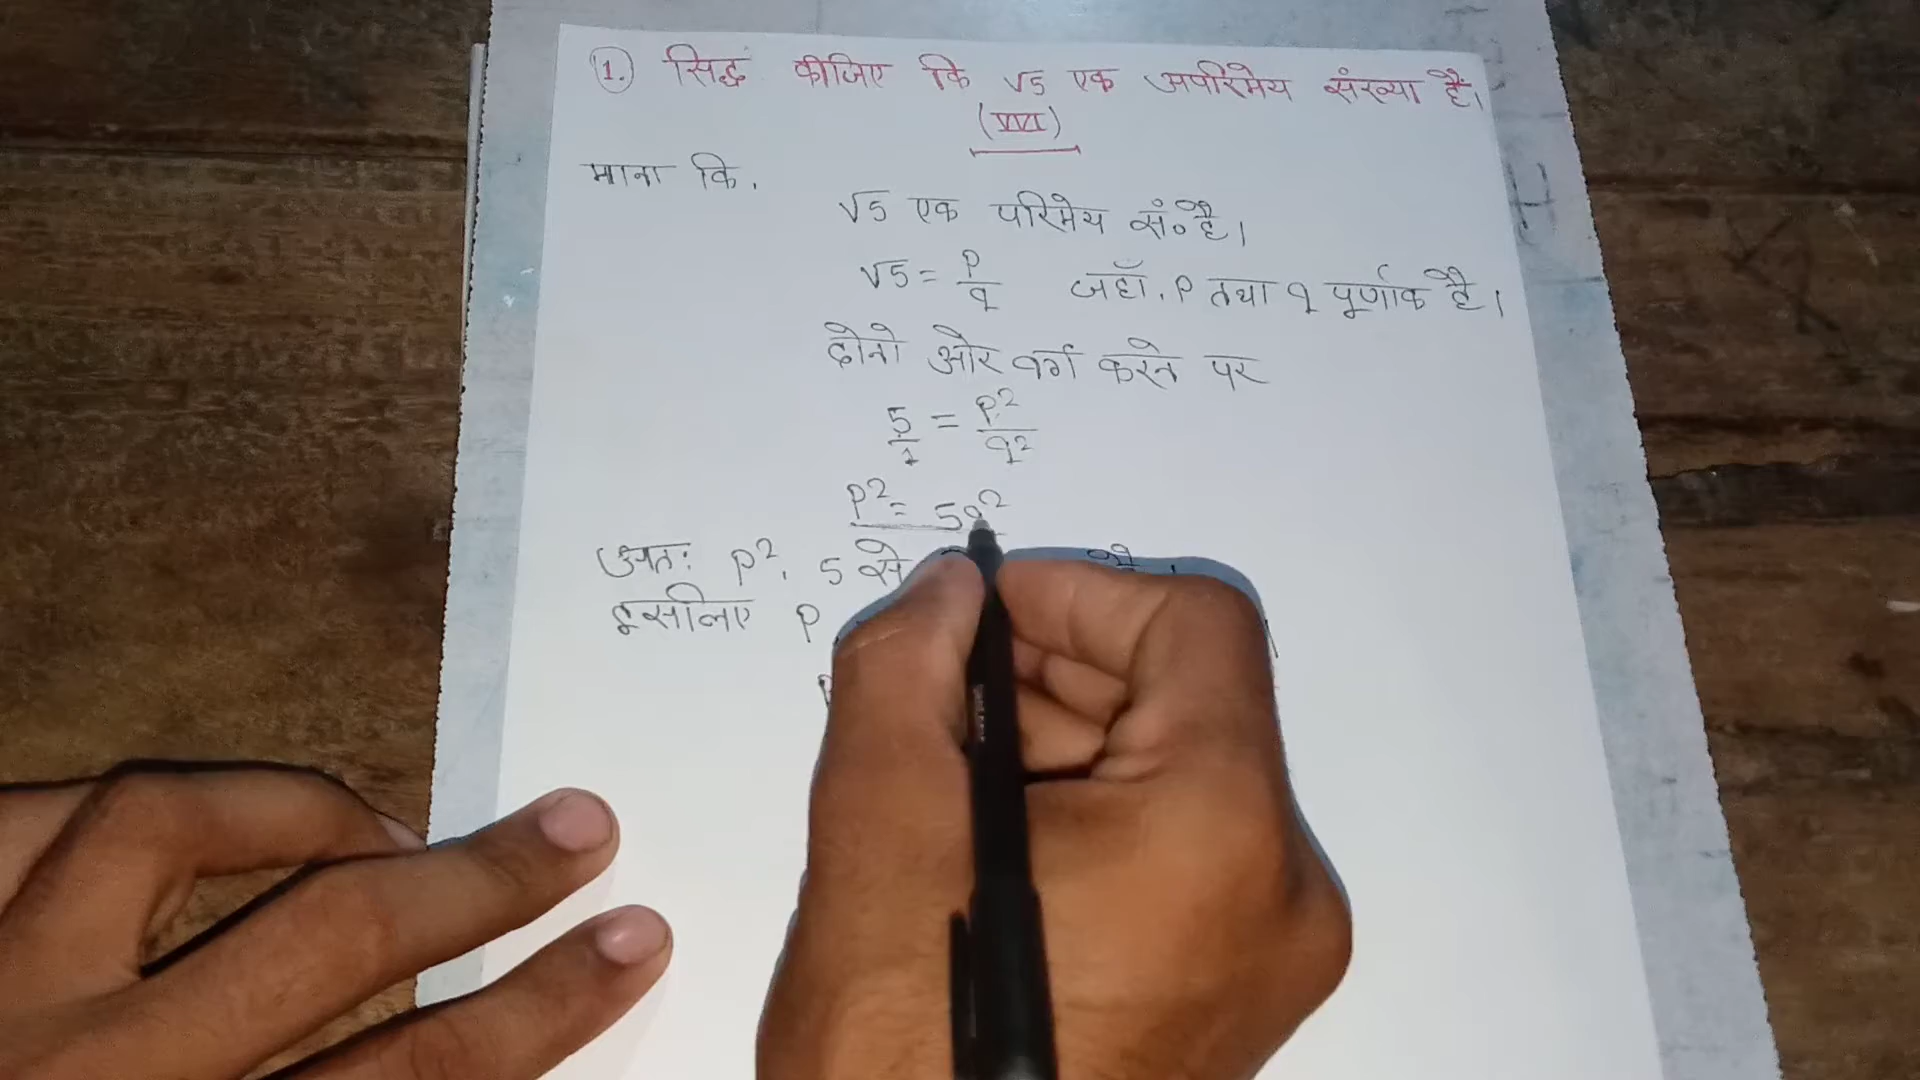 1. सिद्ध कीजिए कि √5 एक अपरिमेय संख्या है।
(VVI)
माना कि,
√5 एक परिमेय सं० है।
√5 = P/q जहाँ, P तथा q पूर्णांक है।
दोनो ओर वर्ग करने पर
5/1 = P²/q²
P² = 5q²
अतः P², 5 से
इसलिए P